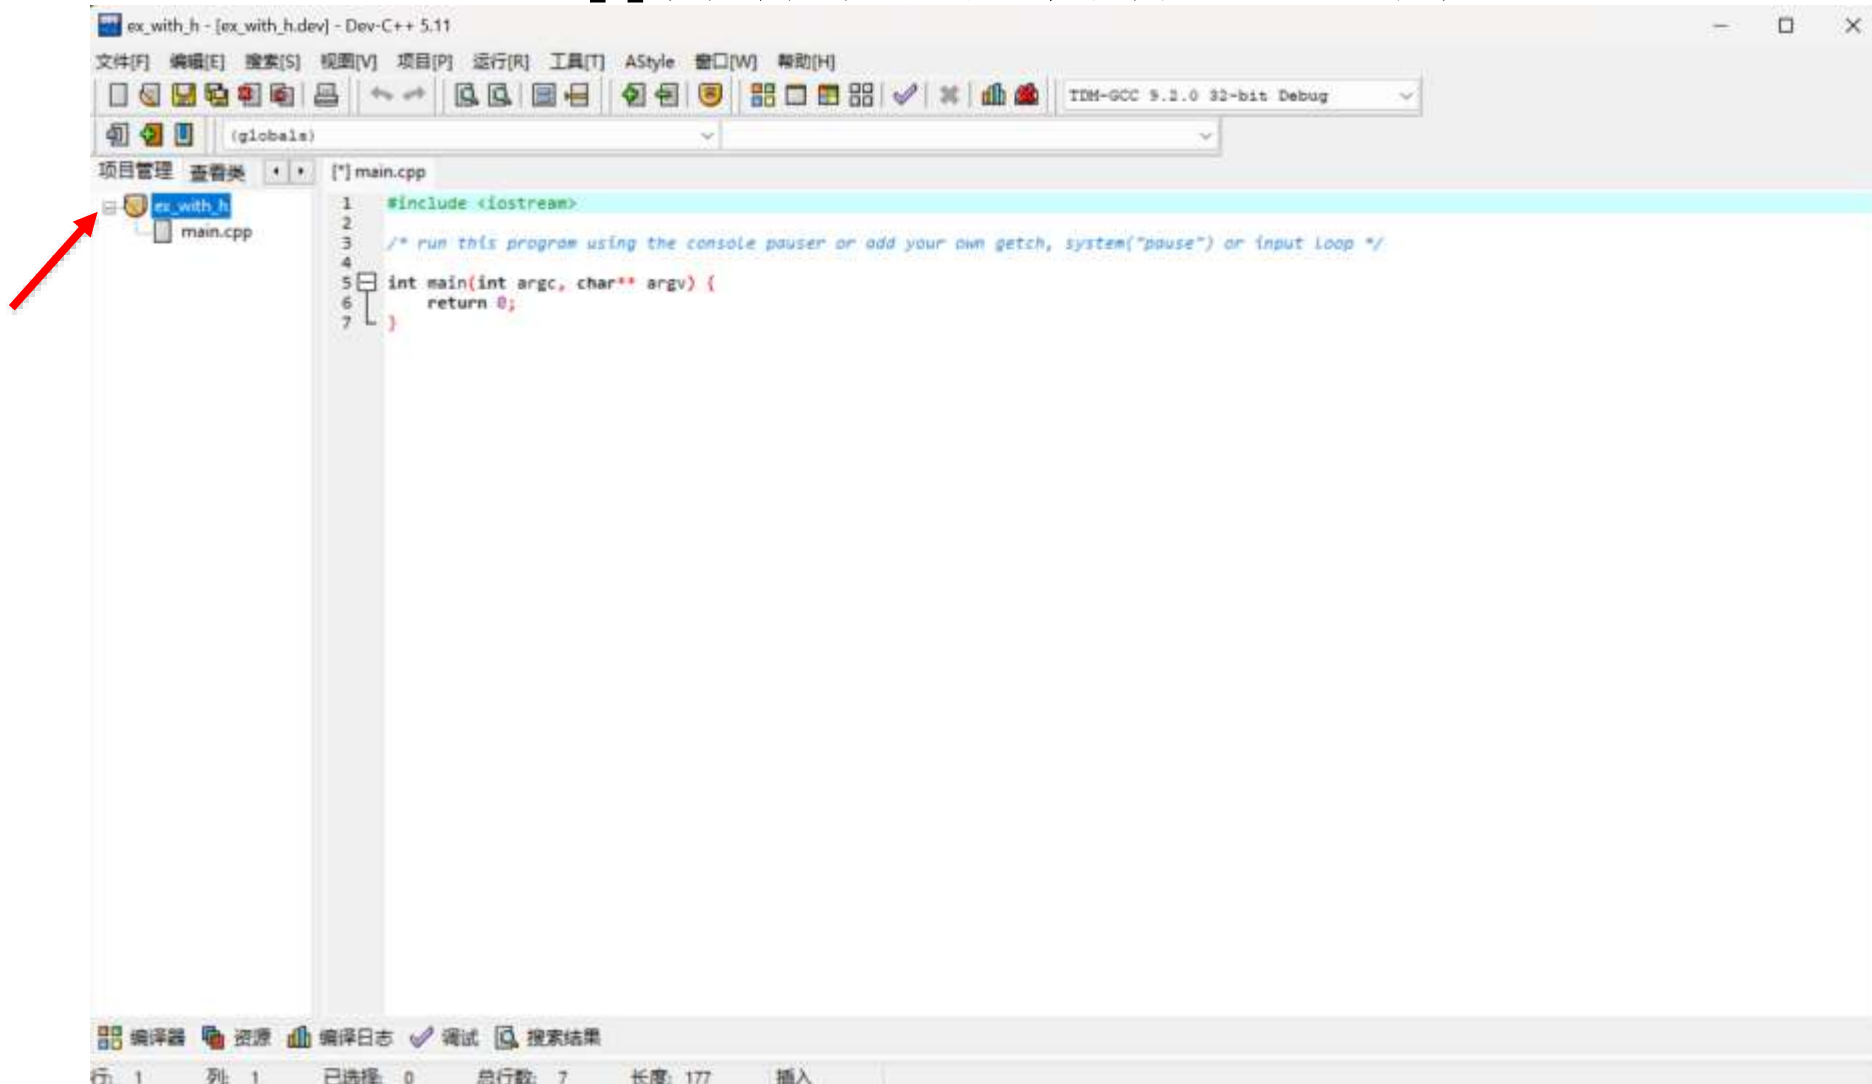 ex_with_h - [ex_with_h.dev] - Dev-C++ 5.11
文件[F] 编辑[E] 搜索[S] 视图[V] 项目[P] 运行[R] 工具[T] AStyle 窗口[W] 帮助[H]
TDM-GCC 9.2.0 32-bit Debug
(globals)
项目管理 查看类 [*] main.cpp
ex_with_h
main.cpp
1 #include <iostream>
2
3 /* run this program using the console pauser or add your own getch, system("pause") or input loop */
4
5 int main(int argc, char** argv) {
6 return 0;
7 }
编译器 资源 编译日志 调试 搜索结果
行: 1 列: 1 已选择: 0 总行数: 7 长度: 177 插入